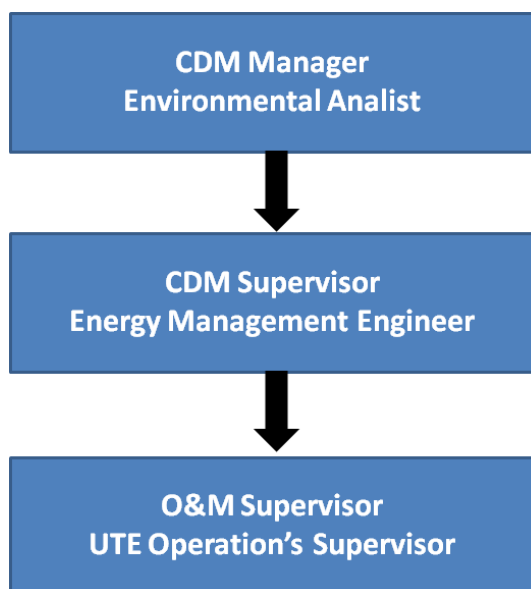 CDM Manager
Environmental Analist
CDM Supervisor
Energy Management Engineer
O&M Supervisor
UTE Operation's Supervisor